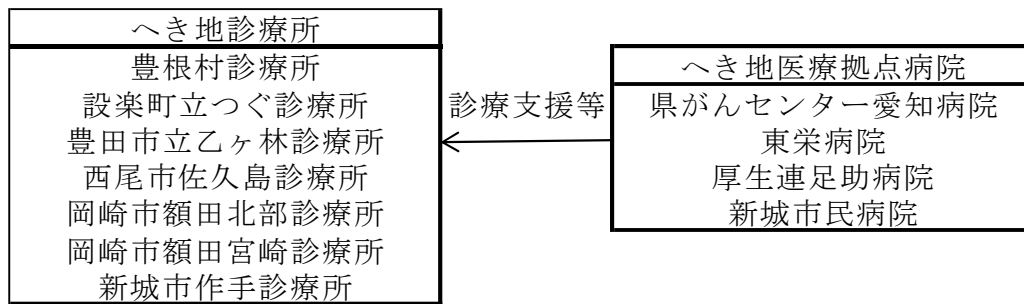 へき地診療所
豊根村診療所
設楽町立つぐ診療所
豊田市立乙ヶ林診療所
西尾市佐久島診療所
岡崎市額田北部診療所
岡崎市額田宮崎診療所
新城市作手診療所
診療支援等
へき地医療拠点病院
県がんセンター愛知病院
東栄病院
厚生連足助病院
新城市民病院